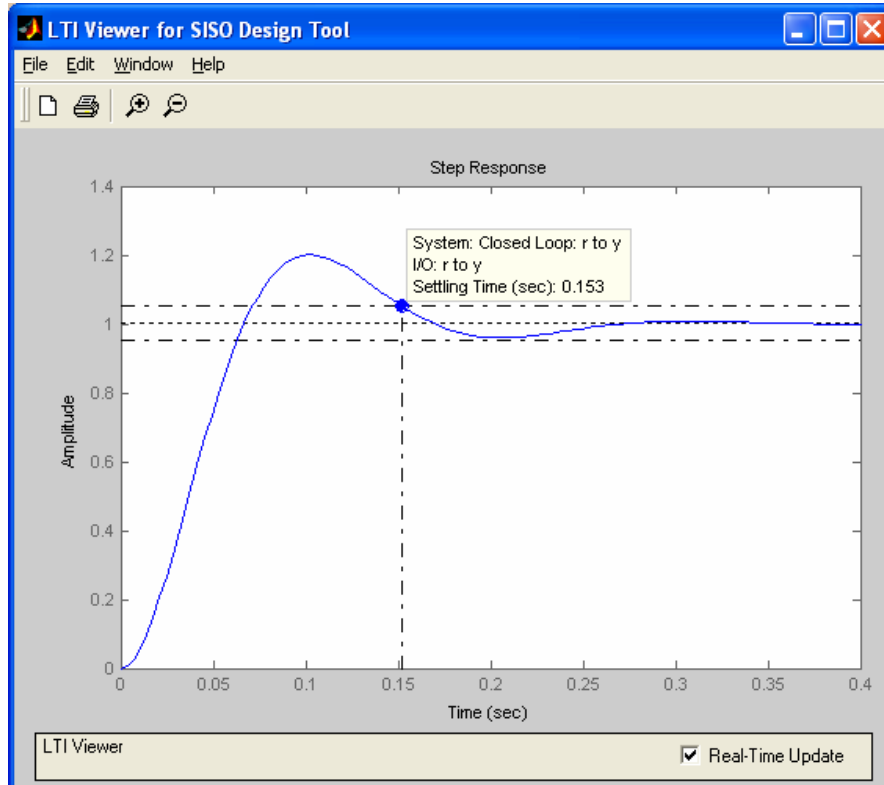 LTI Viewer for SISO Design Tool
File Edit Window Help
Step Response
1.4
1.2
1
0.8
0.6
0.4
0.2
0
Amplitude
System: Closed Loop: r to y
I/O: r to y
Settling Time (sec): 0.153
0 0.05 0.1 0.15 0.2 0.25 0.3 0.35 0.4
Time (sec)
LTI Viewer
Real-Time Update